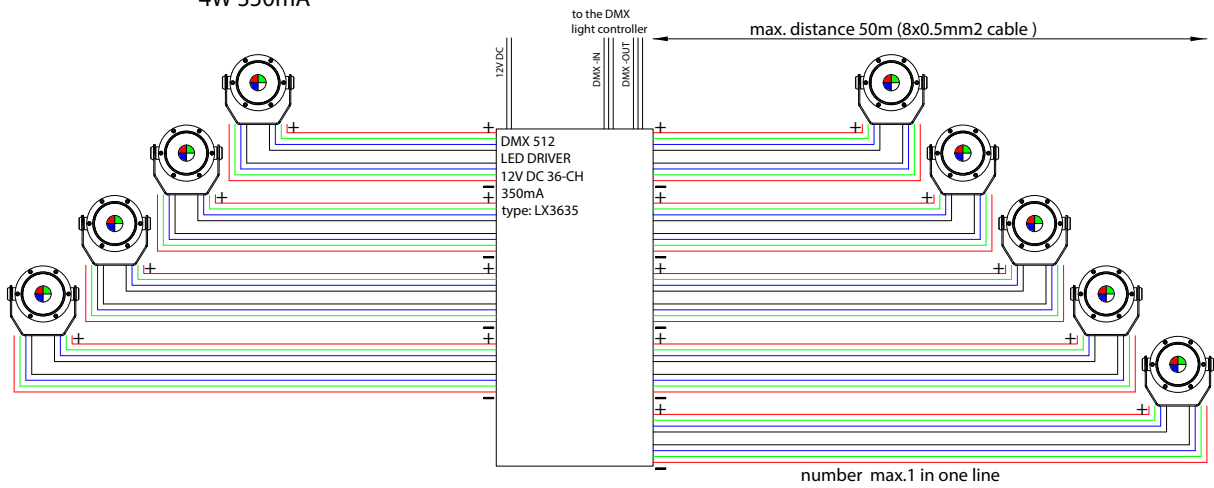 4W 350mA
to the DMX
light controller
max. distance 50m (8x0.5mm2 cable )
12V DC
DMX -IN
DMX -OUT
DMX 512
LED DRIVER
12V DC 36-CH
350mA
type: LX3635
number max.1 in one line